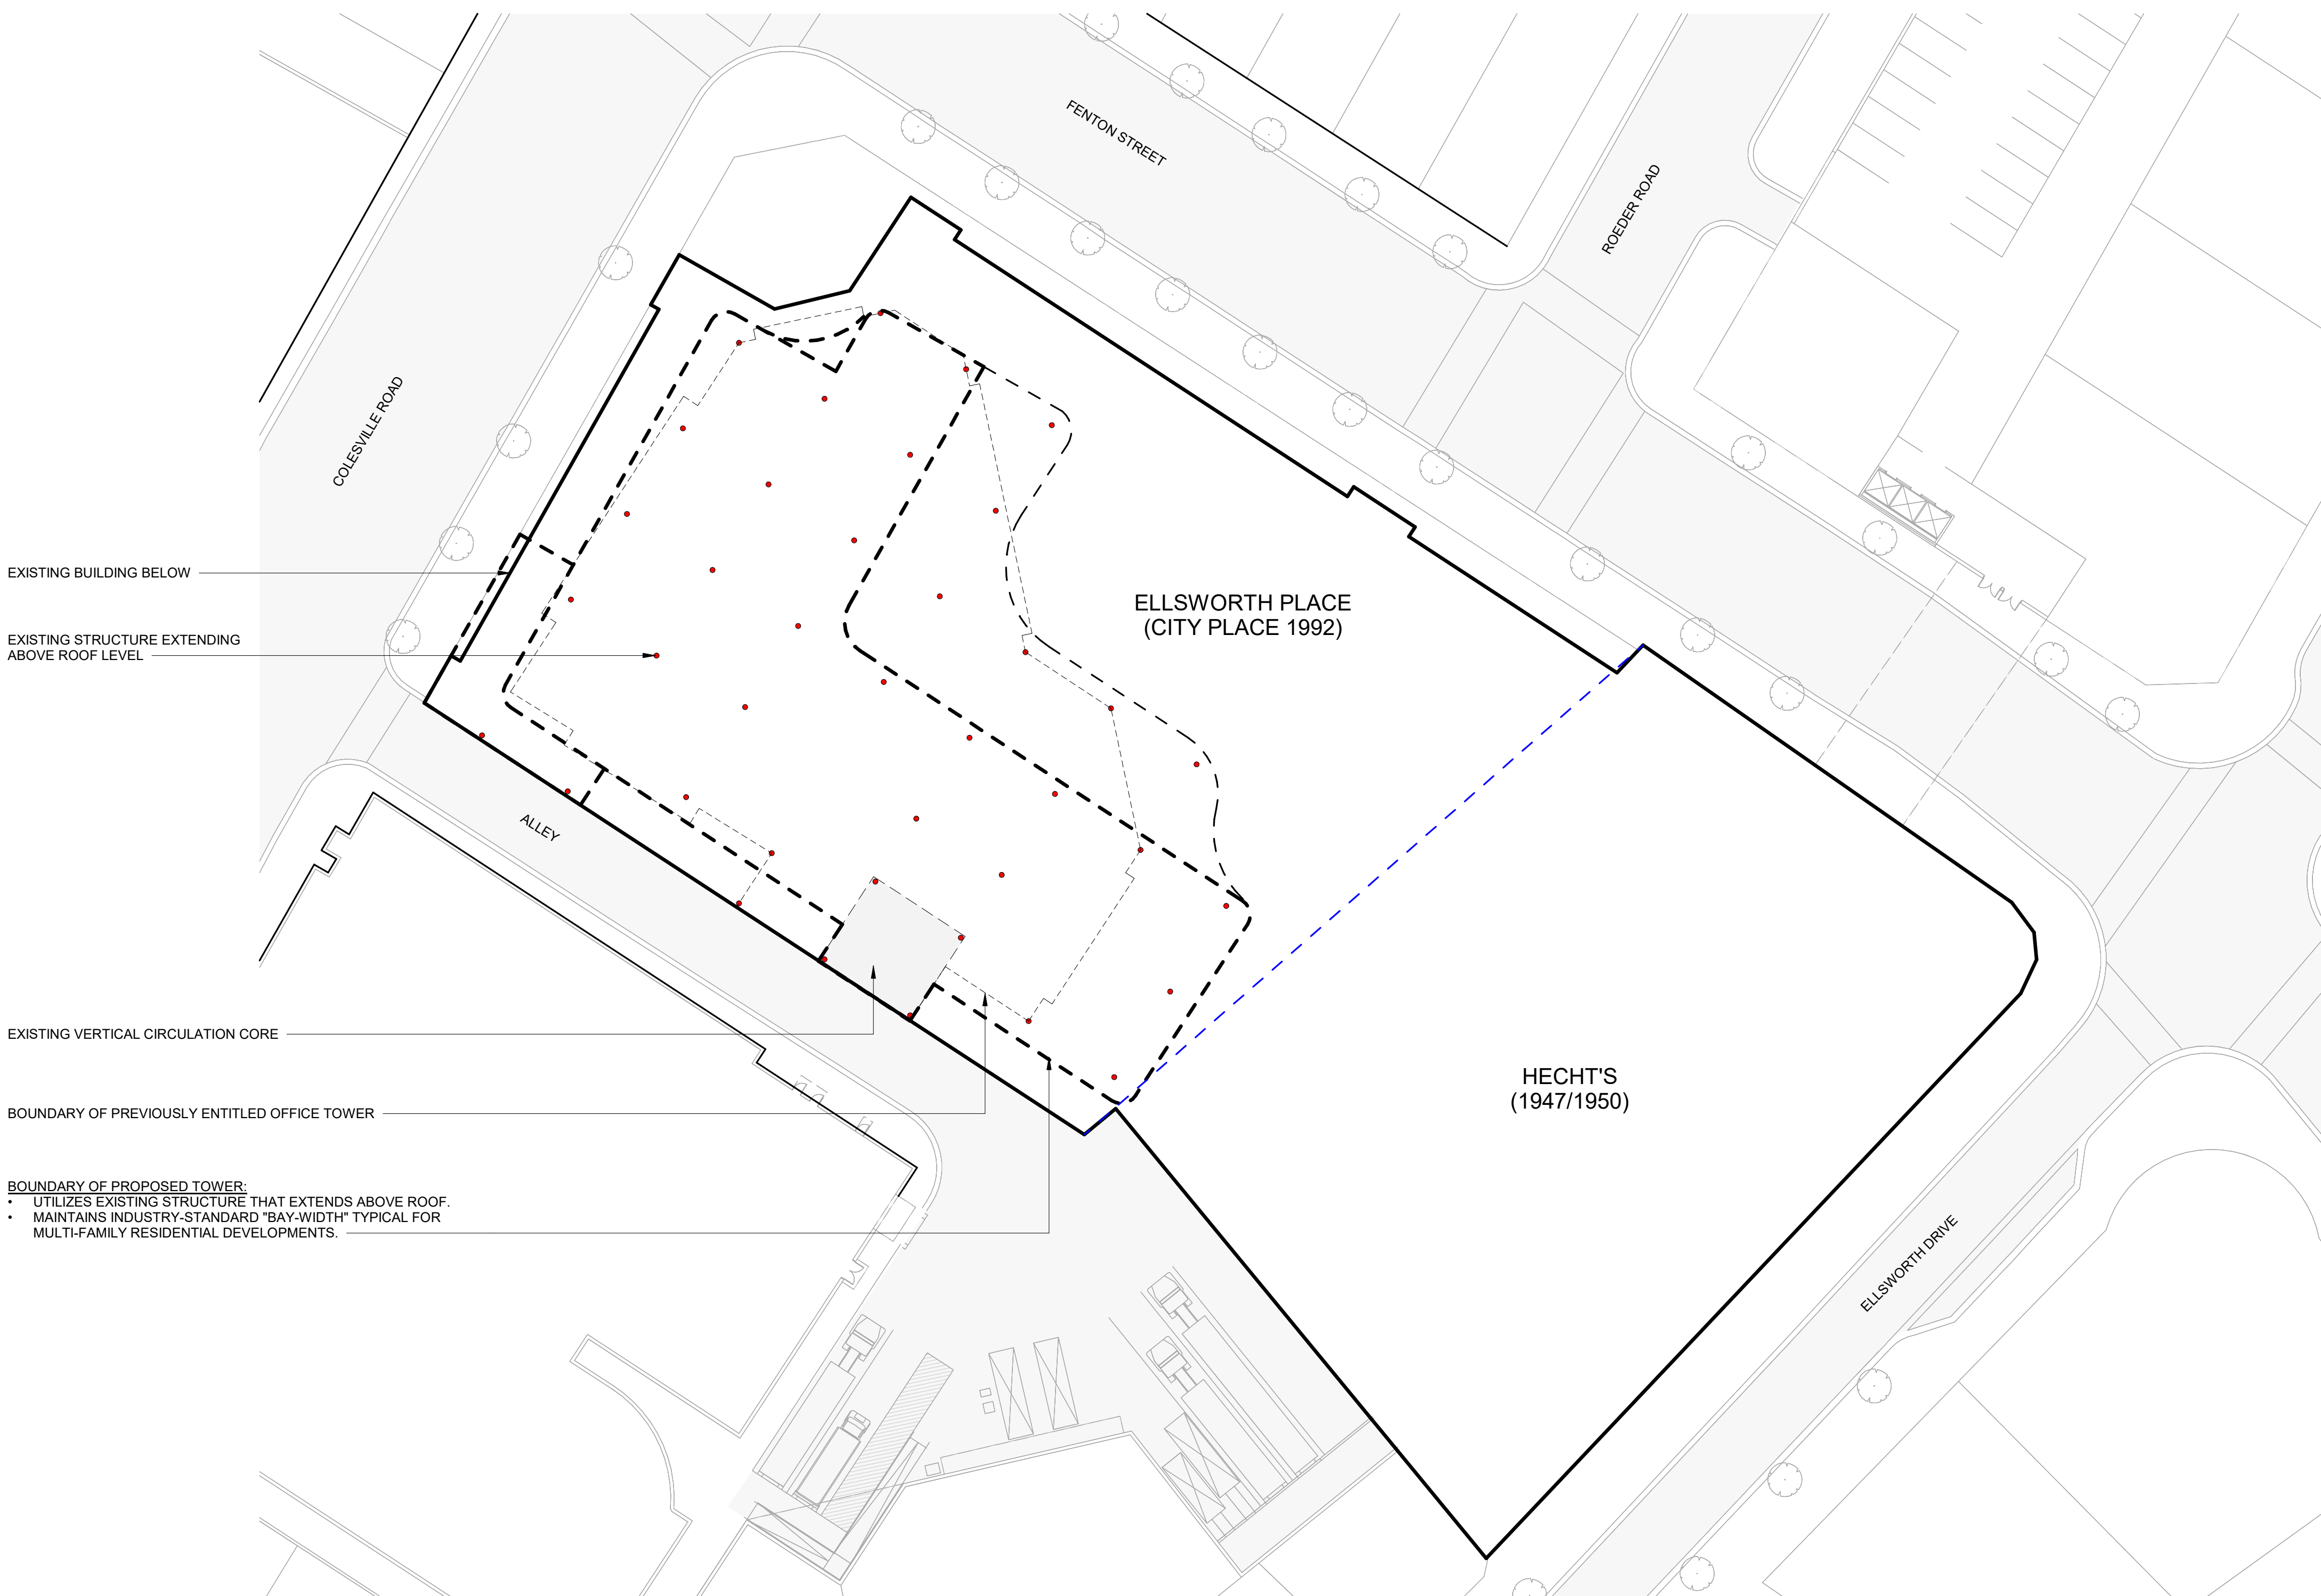 FENTON STREET
ROEDER ROAD
COLESVILLE ROAD
EXISTING BUILDING BELOW
ELLSWORTH PLACE
(CITY PLACE 1992)
EXISTING STRUCTURE EXTENDING
ABOVE ROOF LEVEL
ALLEY
EXISTING VERTICAL CIRCULATION CORE
HECHT'S
(1947/1950)
BOUNDARY OF PREVIOUSLY ENTITLED OFFICE TOWER
BOUNDARY OF PROPOSED TOWER:
• UTILIZES EXISTING STRUCTURE THAT EXTENDS ABOVE ROOF.
• MAINTAINS INDUSTRY-STANDARD "BAY-WIDTH" TYPICAL FOR
MULTI-FAMILY RESIDENTIAL DEVELOPMENTS.
ELLSWORTH DRIVE